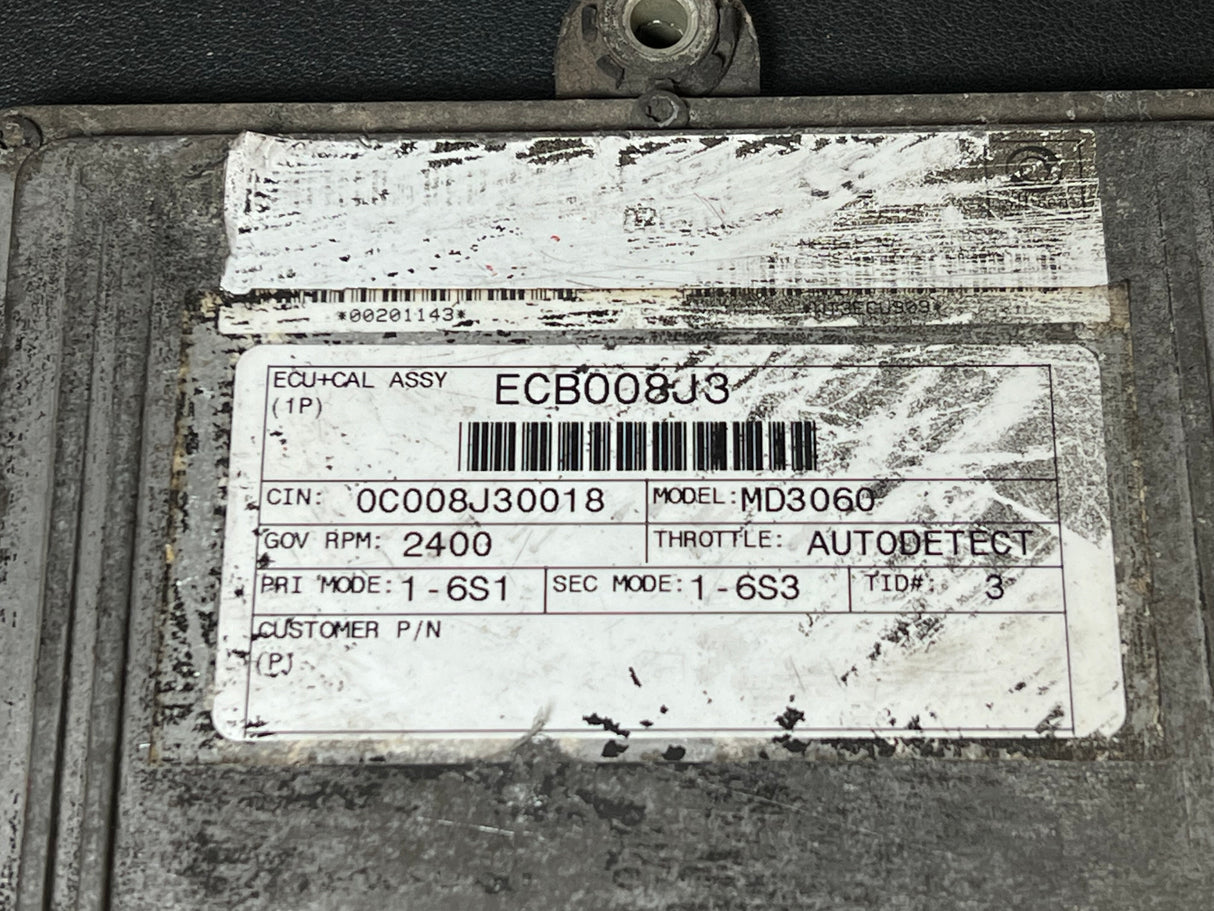 *00201143*
ECU+CAL ASSY ECB008J3
(1P)
CIN: 0C008J30018 MODEL: MD3060
GOV RPM: 2400 THROTTLE: AUTODETECT
PRI MODE: 1-6S1 SEC MODE: 1-6S3 TID#: 3
CUSTOMER P/N
(P)